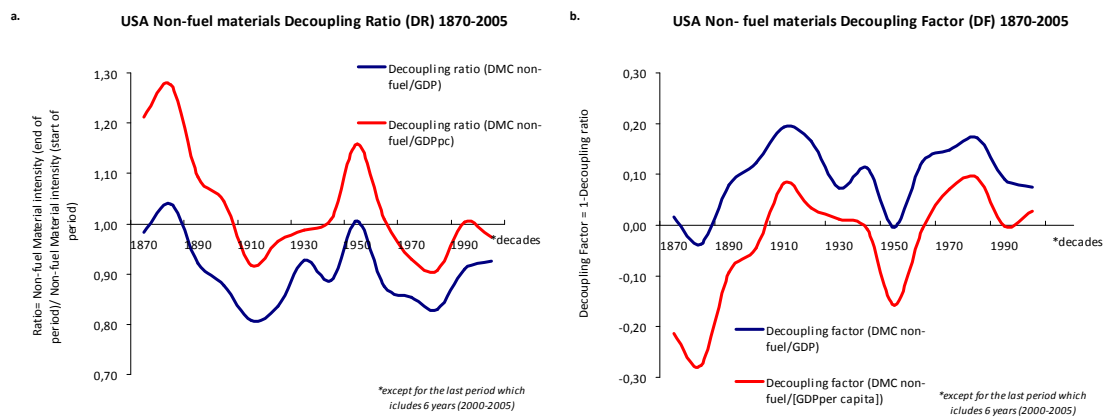 a.
USA Non-fuel materials Decoupling Ratio (DR) 1870-2005
Ratio= Non-fuel Material intensity (end of
period)/ Non-fuel Material intensity (start of
period)
1,30
1,20
1,10
1,00
0,90
0,80
0,70
1870
1890
1910
1930
1950
1970
1990
*decades
Decoupling ratio (DMC non-
fuel/GDP)
Decoupling ratio (DMC non-
fuel/GDPpc)
*except for the last period which
icludes 6 years (2000-2005)
b.
USA Non- fuel materials Decoupling Factor (DF) 1870-2005
Decoupling Factor = 1-Decoupling ratio
0,30
0,20
0,10
0,00
-0,10
-0,20
-0,30
1870
1890
1910
1930
1950
1970
1990
*decades
Decoupling factor (DMC non-
fuel/GDP)
Decoupling factor (DMC non-
fuel/[GDPper capita])
*except for the last period which
icludes 6 years (2000-2005)